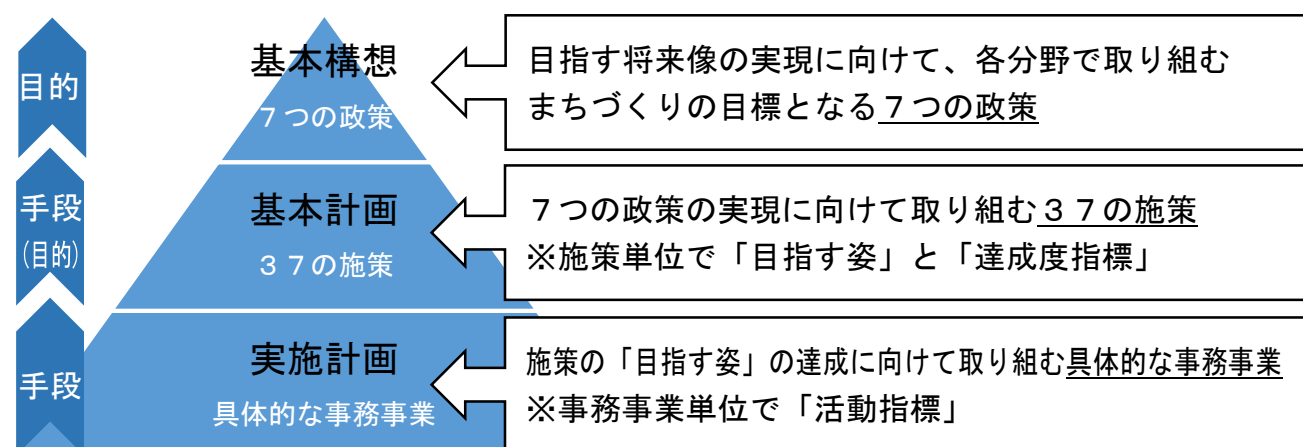 目的
基本構想
７つの政策
目指す将来像の実現に向けて、各分野で取り組む
まちづくりの目標となる７つの政策
手段
(目的)
基本計画
３７の施策
７つの政策の実現に向けて取り組む３７の施策
※施策単位で「目指す姿」と「達成度指標」
手段
実施計画
具体的な事務事業
施策の「目指す姿」の達成に向けて取り組む具体的な事務事業
※事務事業単位で「活動指標」